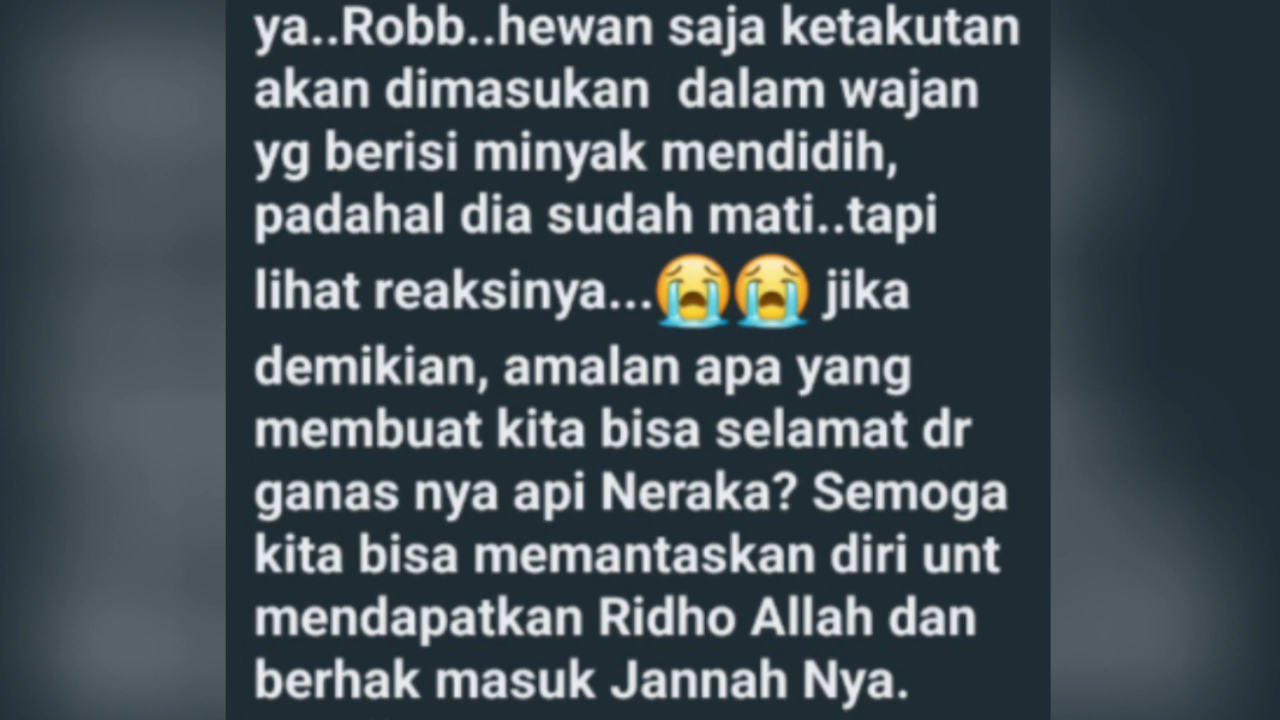 ya..Robb..hewan saja ketakutan
akan dimasukan dalam wajan
yg berisi minyak mendidih,
padahal dia sudah mati..tapi
lihat reaksinya...😭😭 jika
demikian, amalan apa yang
membuat kita bisa selamat dr
ganas nya api Neraka? Semoga
kita bisa memantaskan diri unt
mendapatkan Ridho Allah dan
berhak masuk Jannah Nya.